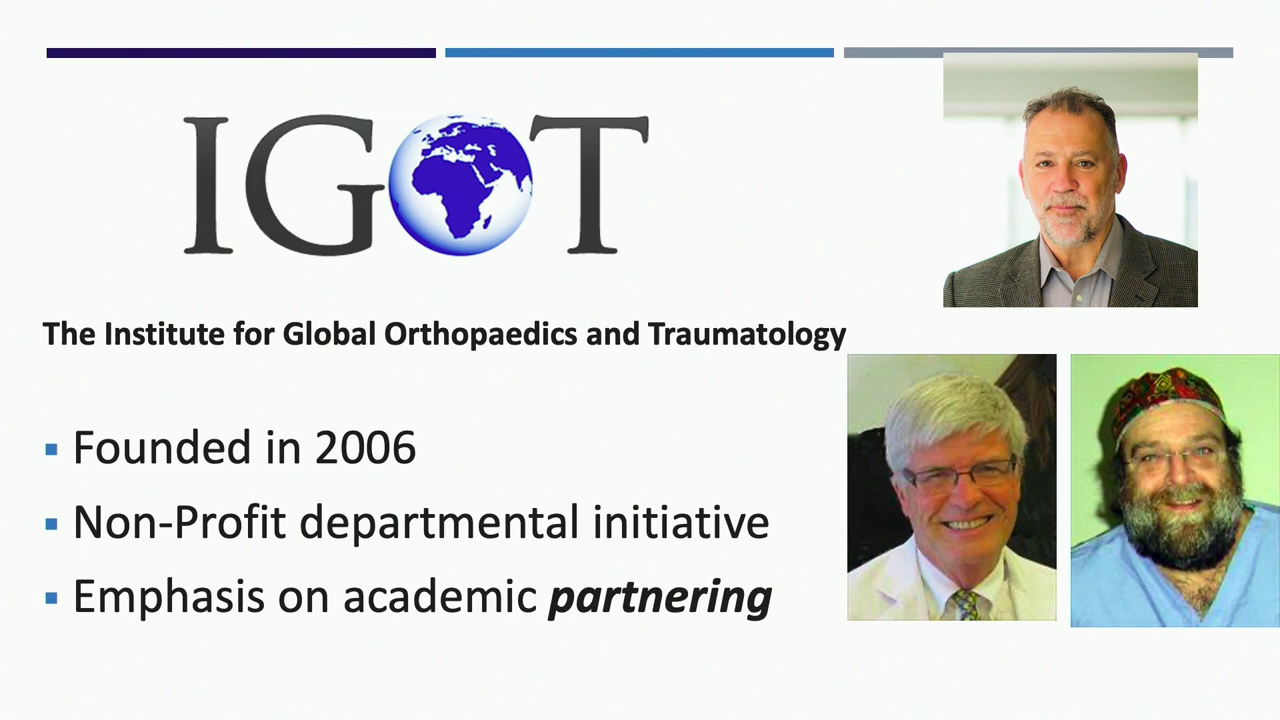 IGOT
The Institute for Global Orthopaedics and Traumatology
▪ Founded in 2006
▪ Non-Profit departmental initiative
▪ Emphasis on academic partnering